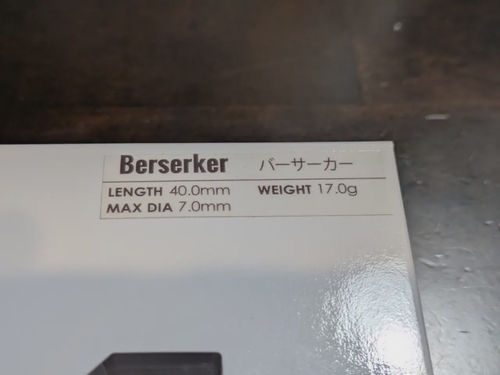 Berserker バーサーカー
LENGTH 40.0mm WEIGHT 17.0g
MAX DIA 7.0mm